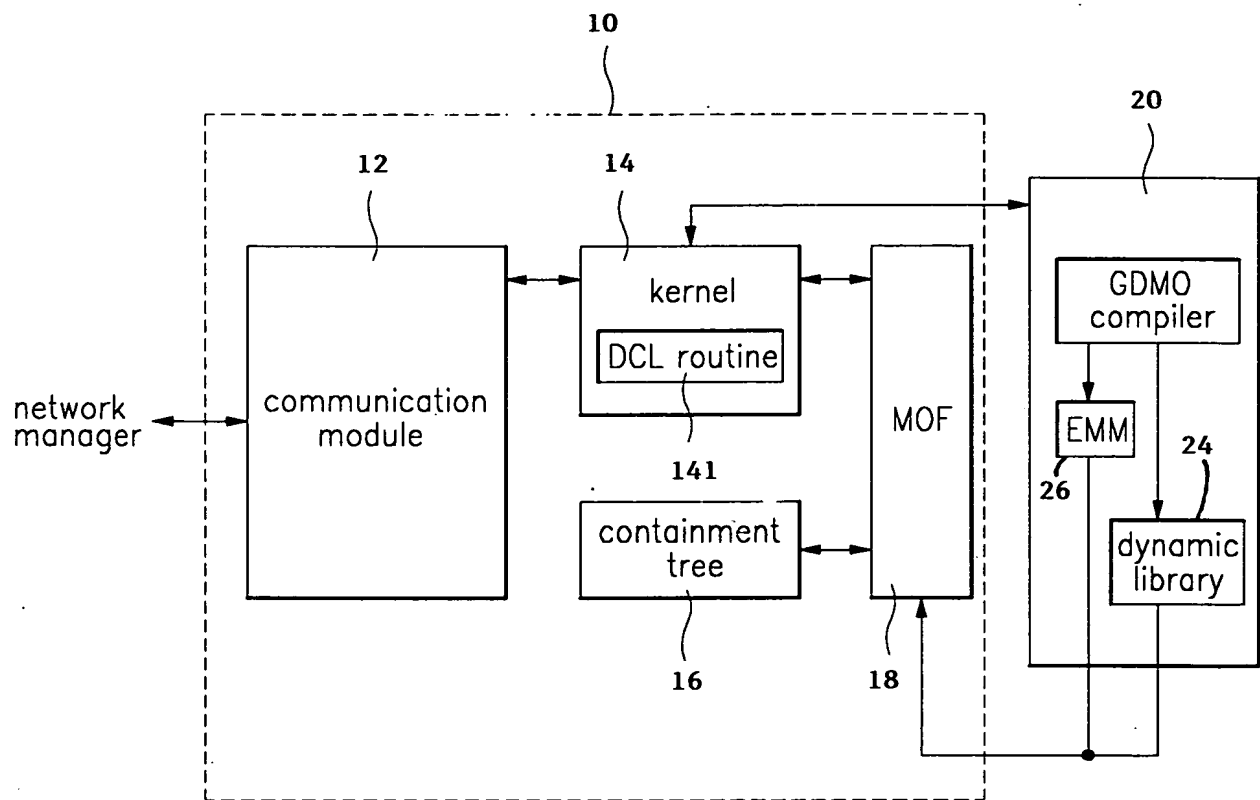 10
20
12
14
kernel
DCL routine
GDMO
compiler
network
manager
communication
module
MOF
EMM
141
26
24
containment
tree
dynamic
library
16
18